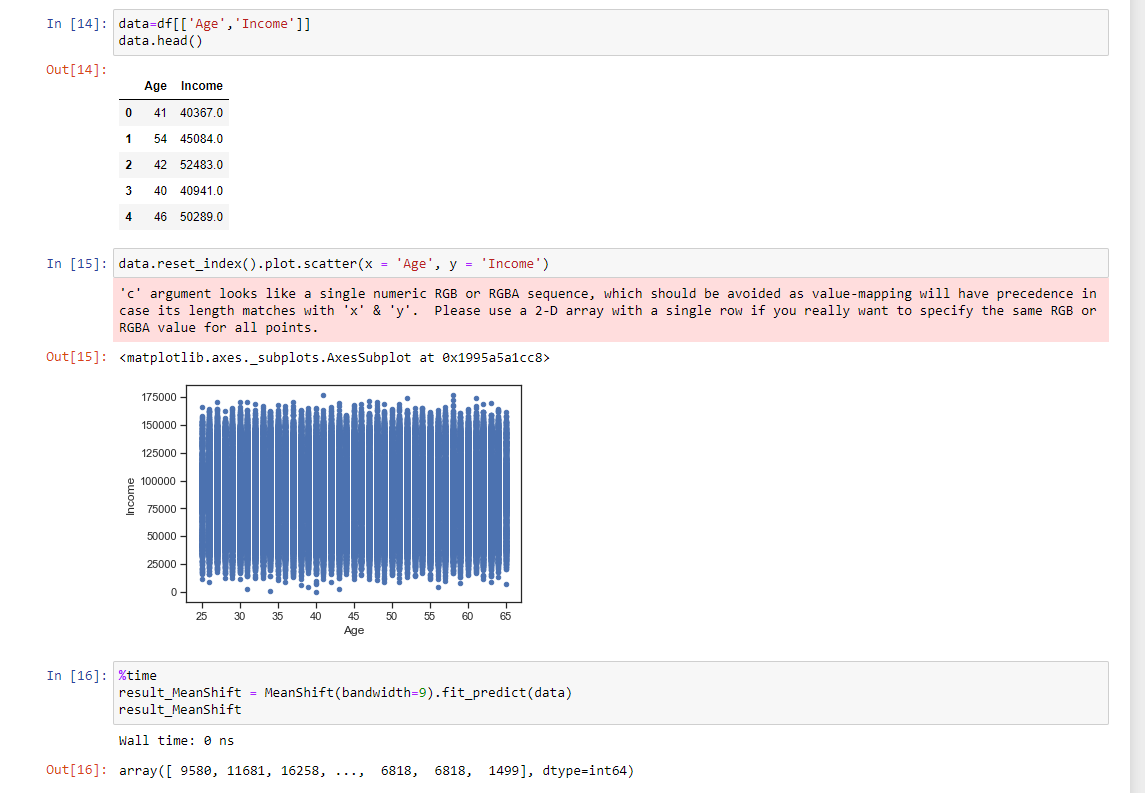 In [14]: data=df[['Age','Income']]
data.head()
Out[14]:
Age Income
0 41 40367.0
1 54 45084.0
2 42 52483.0
3 40 40941.0
4 46 50289.0
In [15]: data.reset_index().plot.scatter(x = 'Age', y = 'Income')
'c' argument looks like a single numeric RGB or RGBA sequence, which should be avoided as value-mapping will have precedence in
case its length matches with 'x' & 'y'.  Please use a 2-D array with a single row if you really want to specify the same RGB or
RGBA value for all points.
Out[15]: <matplotlib.axes._subplots.AxesSubplot at 0x1995a5a1cc8>
175000
150000
125000
100000
75000
50000
25000
0
Income
25 30 35 40 45 50 55 60 65
Age
In [16]: %time
result_MeanShift = MeanShift(bandwidth=9).fit_predict(data)
result_MeanShift
Wall time: 0 ns
Out[16]: array([ 9580, 11681, 16258, ...,  6818,  6818,  1499], dtype=int64)